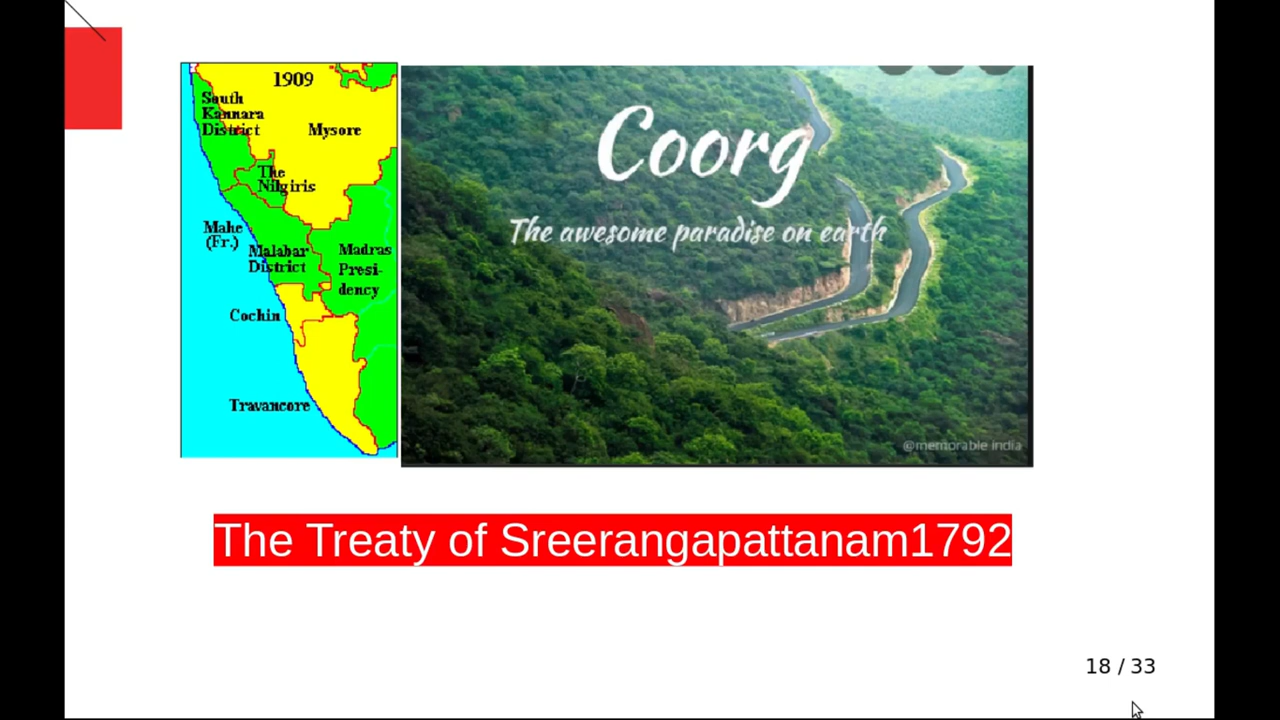 1909
South
Kannara
District
Mysore
The
Nilgiris
Mahe
(Fr.)
Malabar
District
Madras
Presi-
dency
Cochin
Travancore
Coorg
The awesome paradise on earth
@memorable india
The Treaty of Sreerangapattanam1792
18 / 33